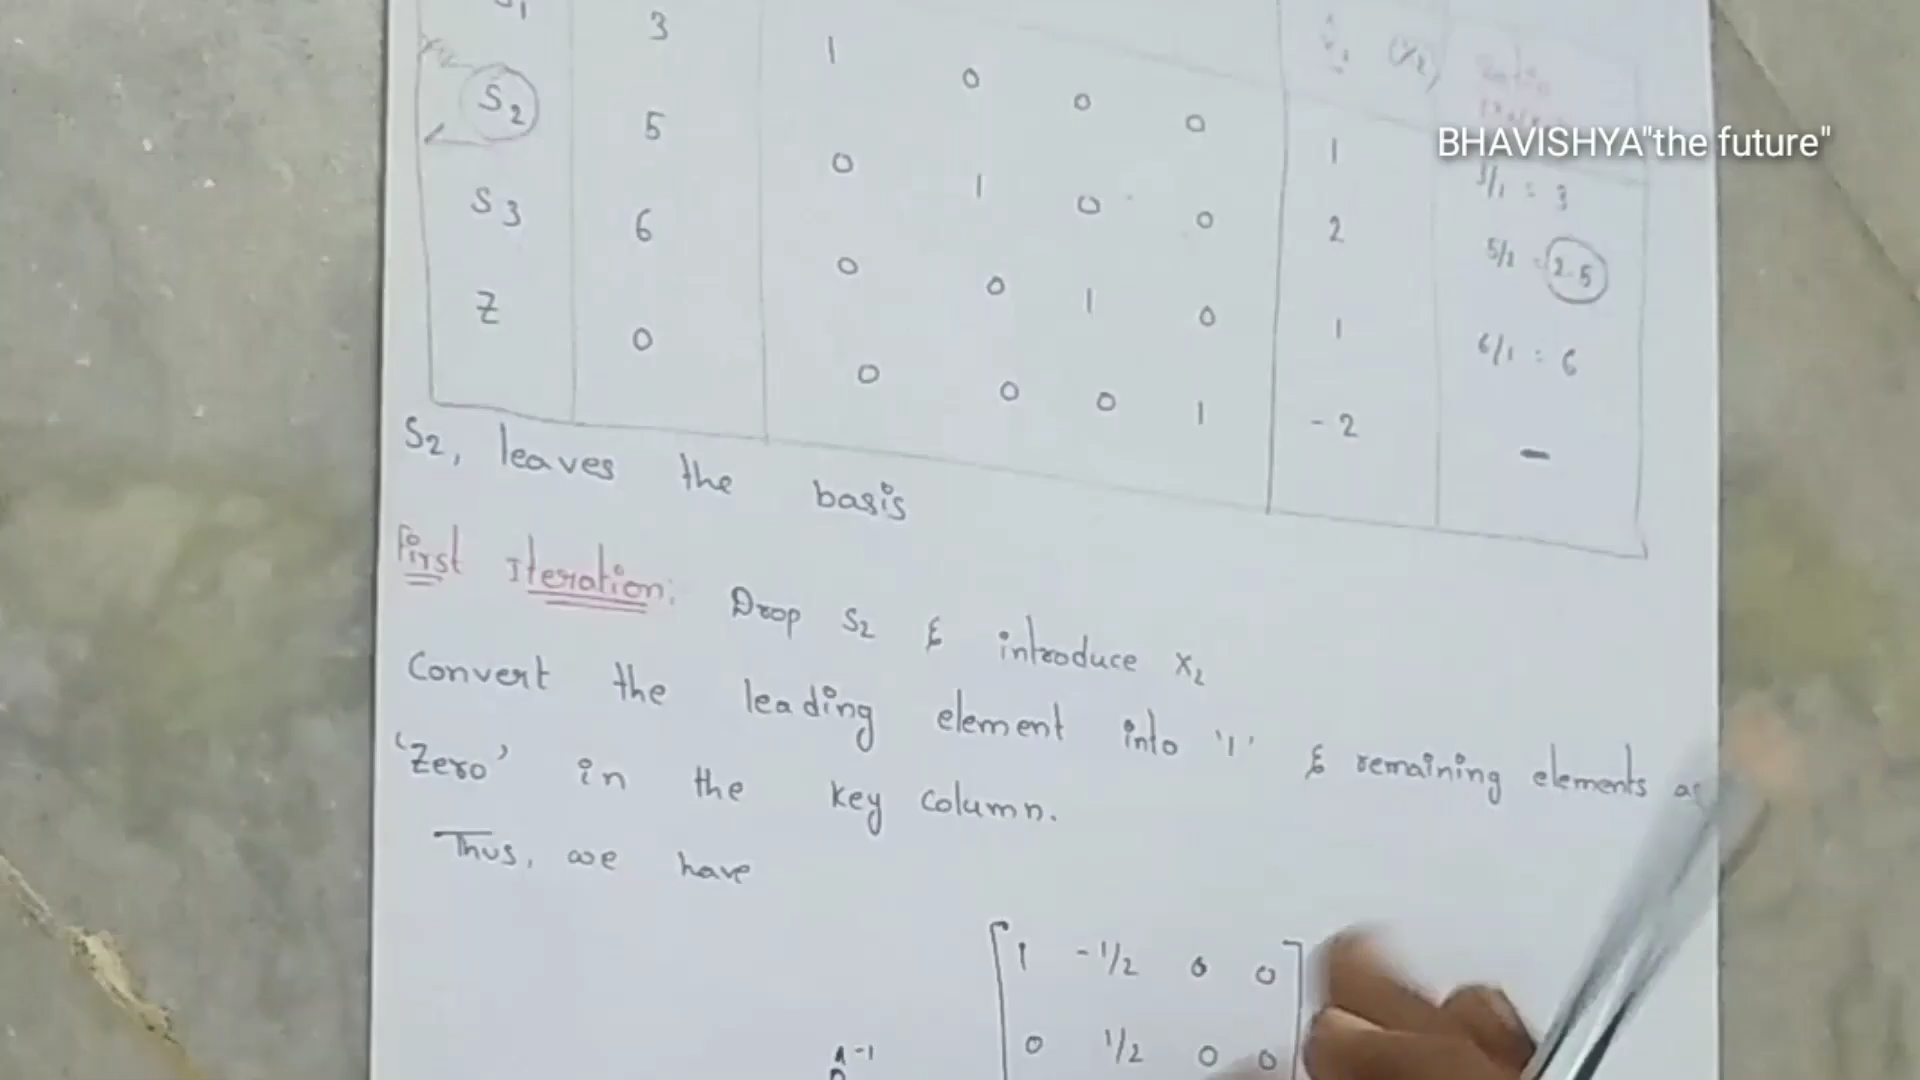 S1 3 1 0 0 0 1 3/1 = 3
S2 5 0 1 0 0 2 5/2 = 2.5
S3 6 0 0 1 0 1 6/1 = 6
Z 0 0 0 0 1 -2 -
BHAVISHYA"the future"
S2, leaves the basis
First Iteration: Drop S2 & introduce X2
Convert the leading element into '1' & remaining elements as
'Zero' in the key column.
Thus, we have
1 -1/2 0 0
0 1/2 0 0